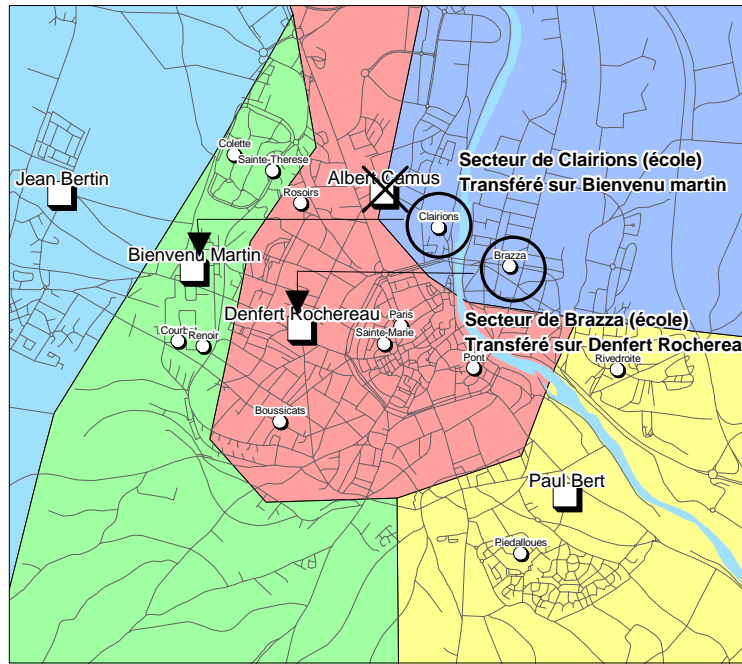 Colette
Sainte-Therese
Secteur de Clairions (école)
Transféré sur Bienvenu martin
Jean Bertin
Albert Camus
Rosoirs
Clairions
Bienvenu Martin
Brazza
Denfert Rochereau
Paris
Secteur de Brazza (école)
Transféré sur Denfert Rocherea
Sainte-Marie
Courbet
Renoir
Pont
Rivedroite
Boussicats
Paul Bert
Piedalloues